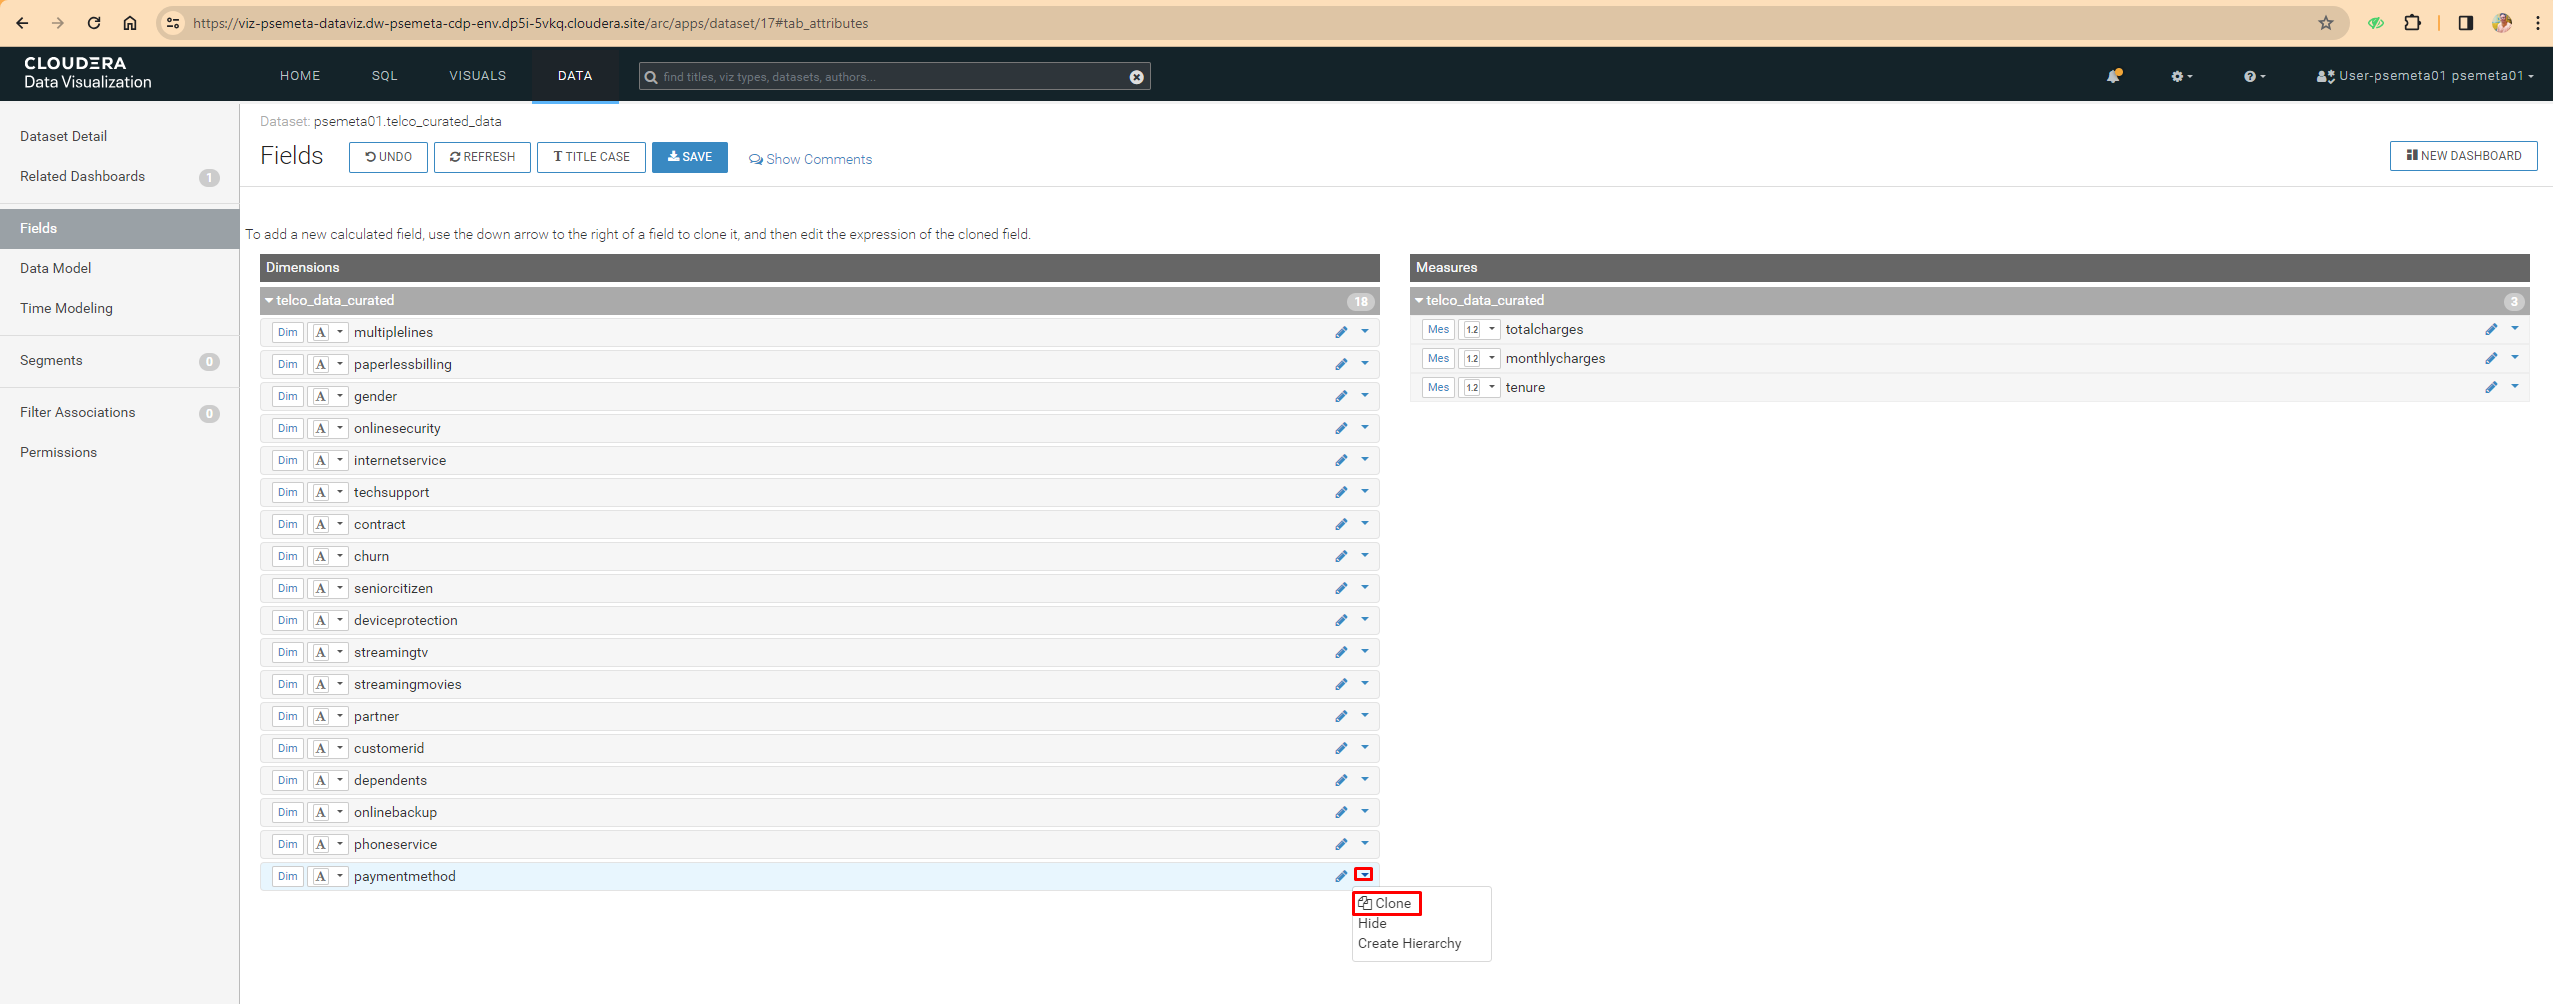 https://viz-psemeta-dataviz.dw-psemeta-cdp-env.dp5i-5vkq.cloudera.site/arc/apps/dataset/17#tab_attributes
CLOUDERA
Data Visualization
HOME
SQL
VISUALS
DATA
find titles, viz types, datasets, authors...
User-psemeta01 psemeta01
Dataset Detail
Related Dashboards 1
Fields
Data Model
Time Modeling
Segments 0
Filter Associations 0
Permissions
Dataset: psemeta01.telco_curated_data
Fields
UNDO
REFRESH
T TITLE CASE
SAVE
Show Comments
NEW DASHBOARD
To add a new calculated field, use the down arrow to the right of a field to clone it, and then edit the expression of the cloned field.
Dimensions
telco_data_curated 18
Dim A multiplelines
Dim A paperlessbilling
Dim A gender
Dim A onlinesecurity
Dim A internetservice
Dim A techsupport
Dim A contract
Dim A churn
Dim A seniorcitizen
Dim A deviceprotection
Dim A streamingtv
Dim A streamingmovies
Dim A partner
Dim A customerid
Dim A dependents
Dim A onlinebackup
Dim A phoneservice
Dim A paymentmethod
Clone
Hide
Create Hierarchy
Measures
telco_data_curated 3
Mes 1.2 totalcharges
Mes 1.2 monthlycharges
Mes 1.2 tenure